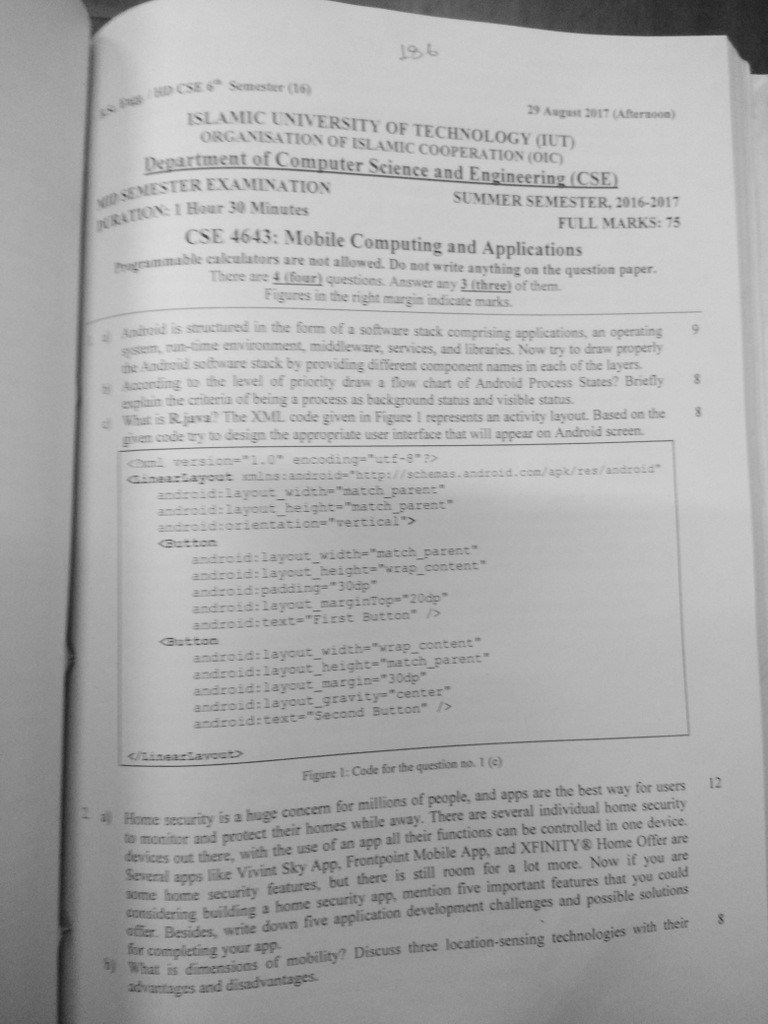 186
B.Sc. Engg. / HD CSE 6th Semester (16)
29 August 2017 (Afternoon)
ISLAMIC UNIVERSITY OF TECHNOLOGY (IUT)
ORGANISATION OF ISLAMIC COOPERATION (OIC)
Department of Computer Science and Engineering (CSE)
MID SEMESTER EXAMINATION
SUMMER SEMESTER, 2016-2017
DURATION: 1 Hour 30 Minutes
FULL MARKS: 75
CSE 4643: Mobile Computing and Applications
Programmable calculators are not allowed. Do not write anything on the question paper.
There are 4 (four) questions. Answer any 3 (three) of them.
Figures in the right margin indicate marks.
1. a) Android is structured in the form of a software stack comprising applications, an operating 9
system, run-time environment, middleware, services, and libraries. Now try to draw properly
the Android software stack by providing different component names in each of the layers.
b) According to the level of priority draw a flow chart of Android Process States? Briefly 8
explain the criteria of being a process as background status and visible status.
c) What is R.java? The XML code given in Figure 1 represents an activity layout. Based on the 8
given code try to design the appropriate user interface that will appear on Android screen.
<?xml version="1.0" encoding="utf-8"?>
<LinearLayout xmlns:android="http://schemas.android.com/apk/res/android"
android:layout_width="match_parent"
android:layout_height="match_parent"
android:orientation="vertical">
<Button
android:layout_width="match_parent"
android:layout_height="wrap_content"
android:padding="30dp"
android:layout_marginTop="20dp"
android:text="First Button" />
<Button
android:layout_width="wrap_content"
android:layout_height="match_parent"
android:layout_margin="30dp"
android:layout_gravity="center"
android:text="Second Button" />
</LinearLayout>
Figure 1: Code for the question no. 1 (c)
2. a) Home security is a huge concern for millions of people, and apps are the best way for users 12
to monitor and protect their homes while away. There are several individual home security
devices out there, with the use of an app all their functions can be controlled in one device.
Several apps like Vivint Sky App, Frontpoint Mobile App, and XFINITY® Home Offer are
some home security features, but there is still room for a lot more. Now if you are
considering building a home security app, mention five important features that you could
offer. Besides, write down five application development challenges and possible solutions
for completing your app.
b) What is dimensions of mobility? Discuss three location-sensing technologies with their 8
advantages and disadvantages.